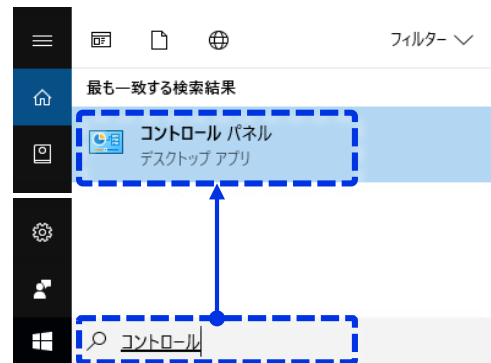 フィルター
最も一致する検索結果
コントロール パネル
デスクトップ アプリ
コントロール